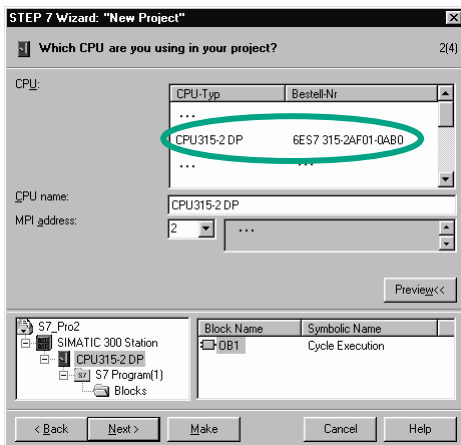 STEP 7 Wizard: "New Project"
Which CPU are you using in your project? 2(4)
CPU:
CPU-Typ Bestell-Nr
...
CPU315-2 DP 6ES7 315-2AF01-0AB0
... ...
CPU name:
CPU315-2 DP
MPI address:
2 ...
Preview<<
S7_Pro2
SIMATIC 300 Station
CPU315-2 DP
S7 S7 Program(1)
Blocks
Block Name Symbolic Name
OB1 Cycle Execution
< Back Next > Make Cancel Help